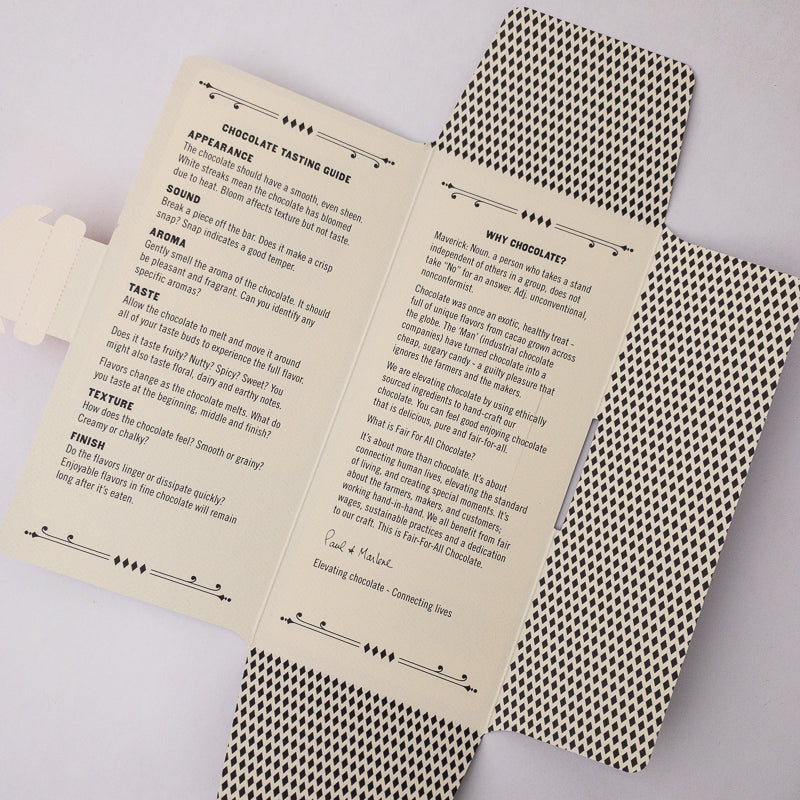 CHOCOLATE TASTING GUIDE
APPEARANCE
The chocolate should have a smooth, even sheen.
White streaks mean the chocolate has bloomed
due to heat. Bloom affects texture but not taste.
SOUND
Break a piece off the bar. Does it make a crisp
snap? Snap indicates a good temper.
AROMA
Gently smell the aroma of the chocolate. It should
be pleasant and fragrant. Can you identify any
specific aromas?
TASTE
Allow the chocolate to melt and move it around
all of your taste buds to experience the full flavor.
Does it taste fruity? Nutty? Spicy? Sweet? You
might also taste floral, dairy and earthy notes.
Flavors change as the chocolate melts. What do
you taste at the beginning, middle and finish?
TEXTURE
How does the chocolate feel? Smooth or grainy?
Creamy or chalky?
FINISH
Do the flavors linger or dissipate quickly?
Enjoyable flavors in fine chocolate will remain
long after it's eaten.
WHY CHOCOLATE?
Maverick: Noun, a person who takes a stand
independent of others in a group, does not
take "No" for an answer. Adj. unconventional,
nonconformist.
Chocolate was once an exotic, healthy treat -
full of unique flavors from cacao grown across
the globe. The 'Man' (industrial chocolate
companies) have turned chocolate into a
cheap, sugary candy - a guilty pleasure that
ignores the farmers and the makers.
We are elevating chocolate by using ethically
sourced ingredients to hand-craft our
chocolate. You can feel good enjoying chocolate
that is delicious, pure and fair-for-all.
What is Fair For All Chocolate?
It's about more than chocolate. It's about
connecting human lives, elevating the standard
of living, and creating special moments. It's
about the farmers, makers, and customers;
working hand-in-hand. We all benefit from fair
wages, sustainable practices and a dedication
to our craft. This is Fair-For-All Chocolate.
Paul & Marlene
Elevating chocolate - Connecting lives